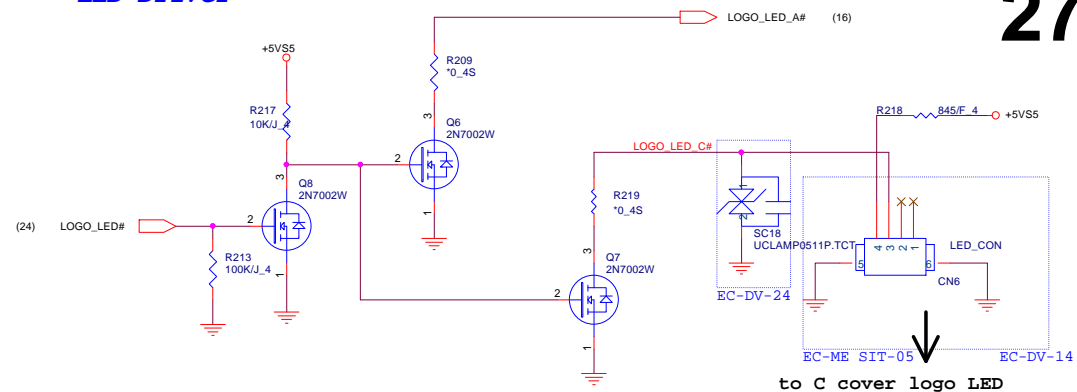 LED Driver
27
LOGO_LED_A# (16)
+5VS5
R209
*0_4S
R217
10K/J_4
3
Q6
2N7002W
2
1
R218
845/F_4
+5VS5
LOGO_LED_C#
3
Q8
2N7002W
2
1
(24) LOGO_LED#
R213
100K/J_4
R219
*0_4S
1
2
SC18
UCLAMP0511P.TCT
EC-DV-24
4
3
2
1
LED_CON
5
6
CN6
3
Q7
2N7002W
2
1
EC-ME SIT-05
EC-DV-14
to C cover logo LED